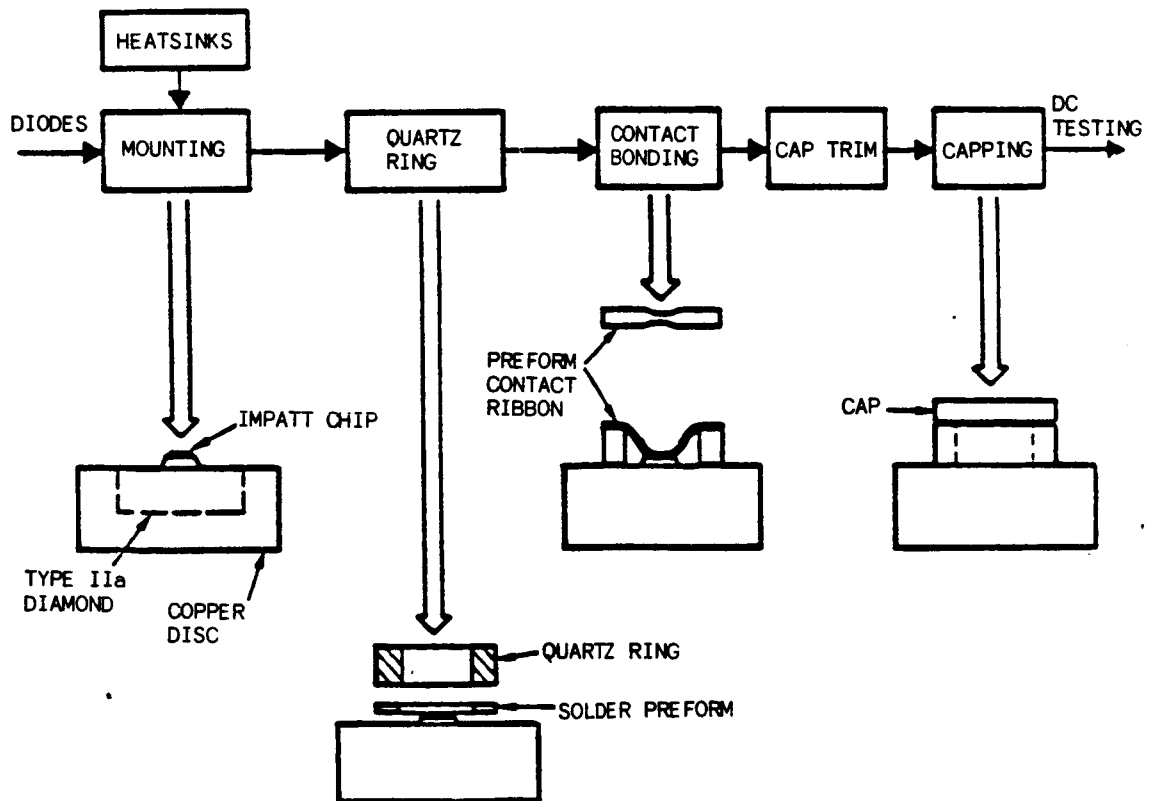 HEATSINKS
DIODES
MOUNTING
QUARTZ
RING
CONTACT
BONDING
CAP TRIM
CAPPING
DC
TESTING
IMPATT CHIP
TYPE IIa
DIAMOND
COPPER
DISC
QUARTZ RING
SOLDER PREFORM
PREFORM
CONTACT
RIBBON
CAP